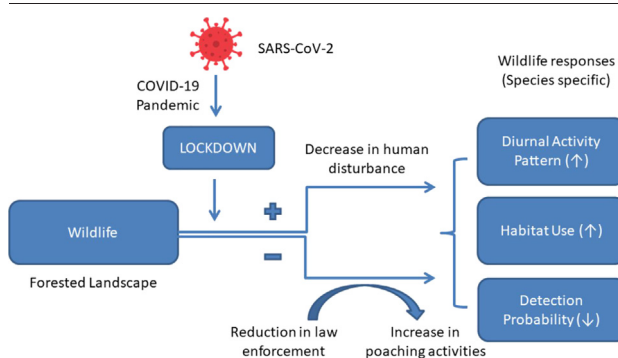 SARS-CoV-2
COVID-19
Pandemic
LOCKDOWN
Wildlife
Forested Landscape
Decrease in human
disturbance
Reduction in law
enforcement
Increase in
poaching activities
Wildlife responses
(Species specific)
Diurnal Activity
Pattern (↑)
Habitat Use (↑)
Detection
Probability (↓)